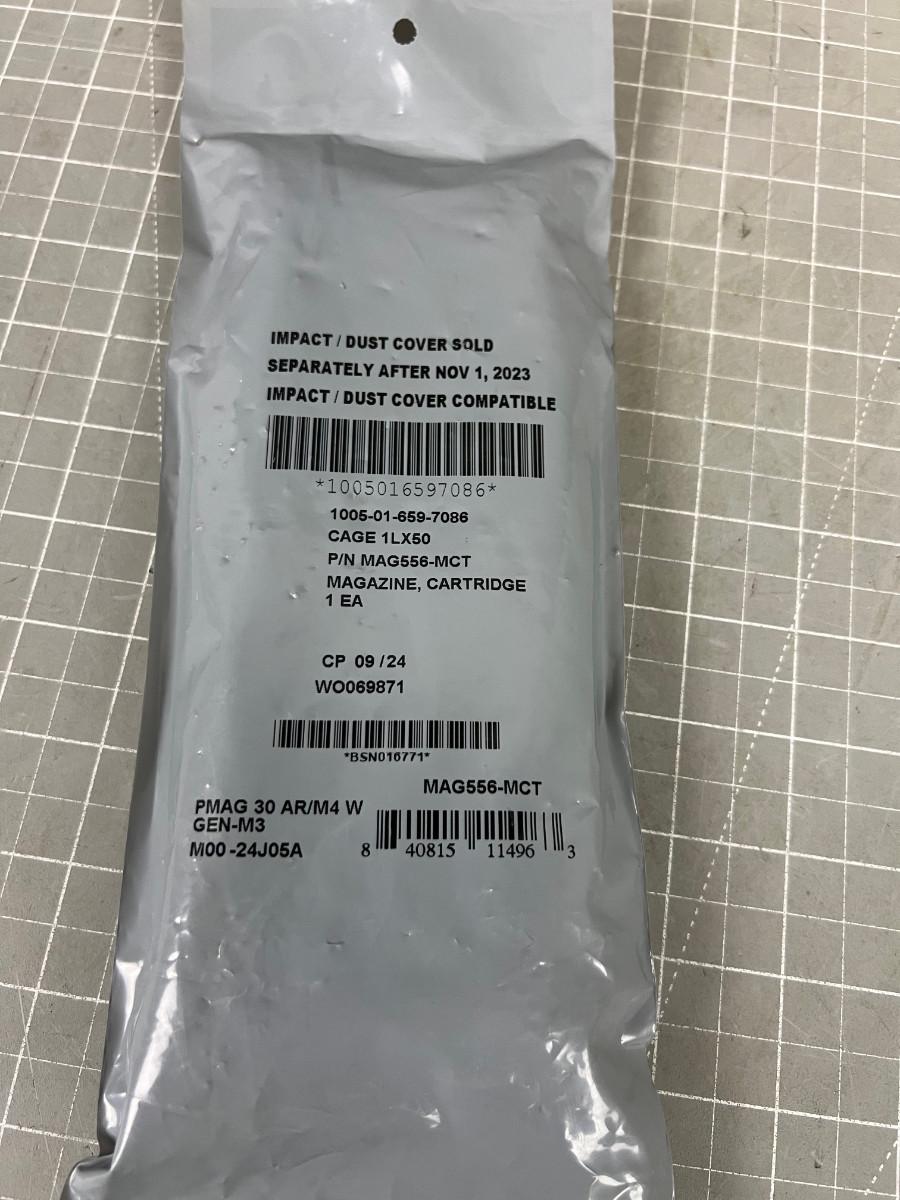 IMPACT / DUST COVER SOLD
SEPARATELY AFTER NOV 1, 2023
IMPACT / DUST COVER COMPATIBLE
*1005016597086*
1005-01-659-7086
CAGE 1LX50
P/N MAG556-MCT
MAGAZINE, CARTRIDGE
1 EA
CP 09 / 24
WO069871
*BSN016771*
MAG556-MCT
PMAG 30 AR/M4 W
GEN-M3
M00 -24J05A
8 40815 11496 3